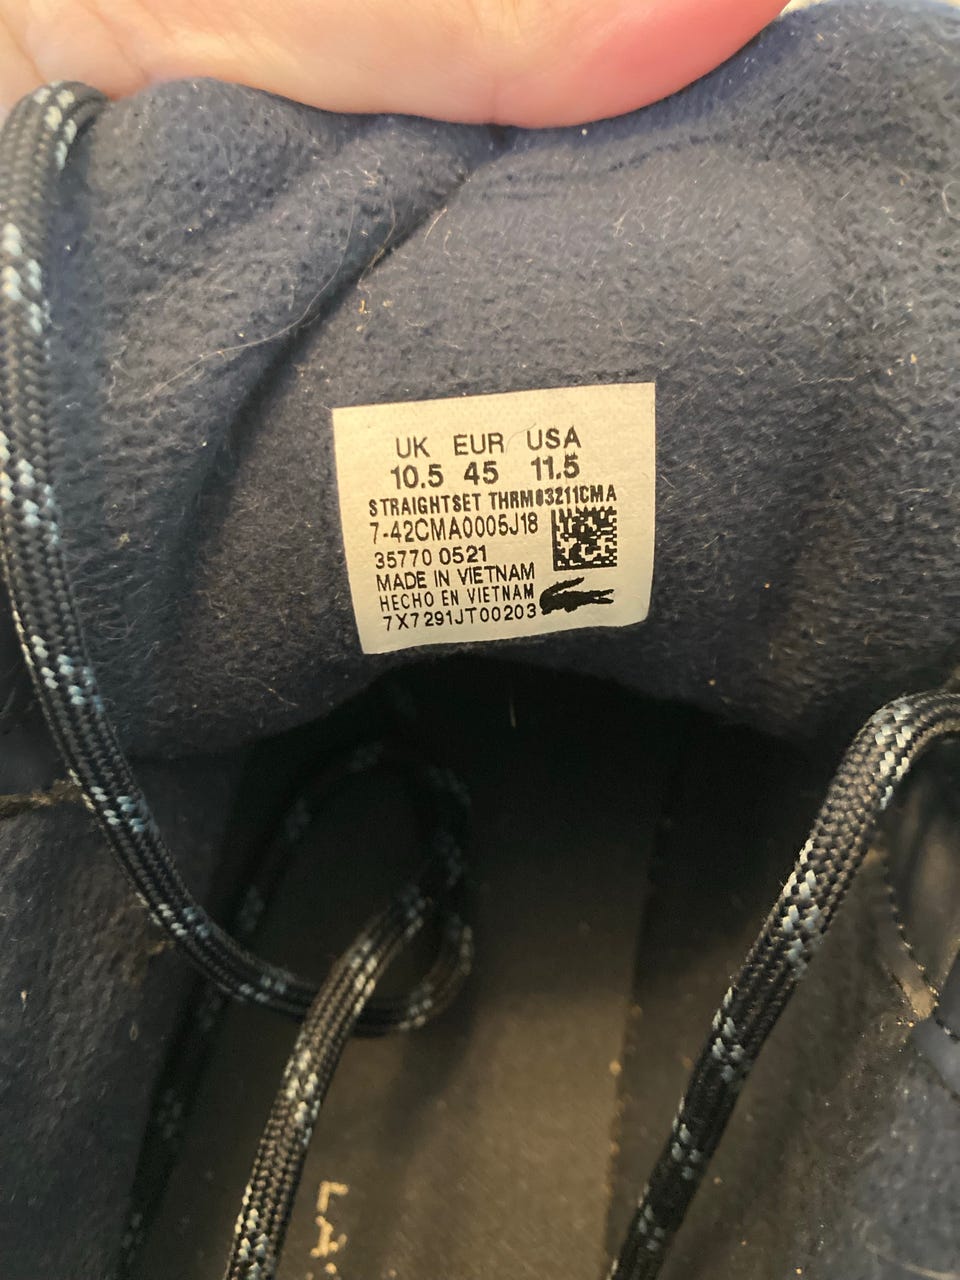 UK EUR USA
10.5 45 11.5
STRAIGHTSET THRM03211CMA
7-42CMA0005J18
35770 0521
MADE IN VIETNAM
HECHO EN VIETNAM
7X7291JT00203
LA